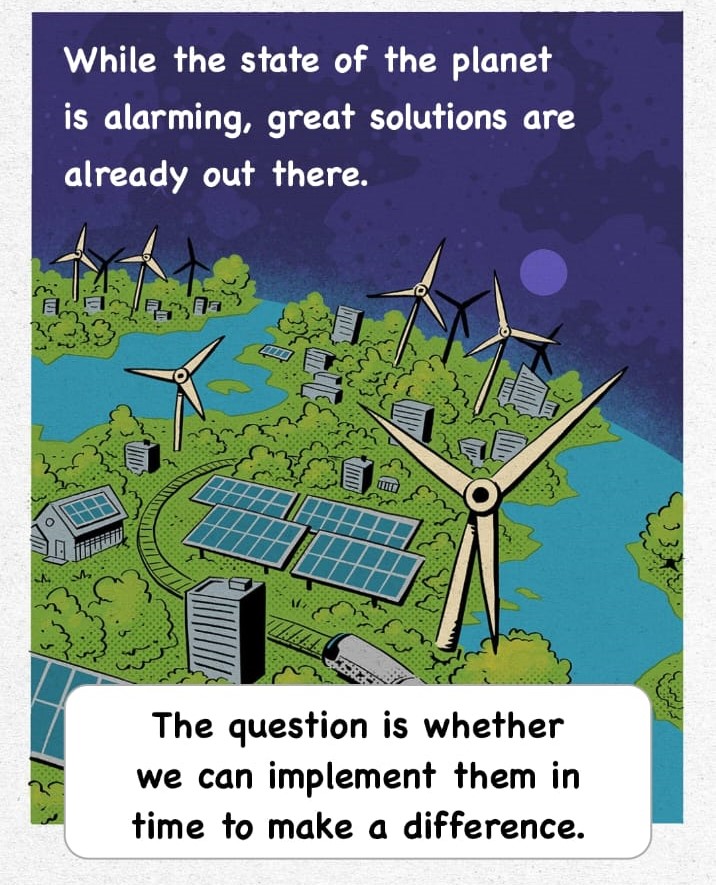 While the state of the planet
is alarming, great solutions are
already out there.
The question is whether
we can implement them in
time to make a difference.